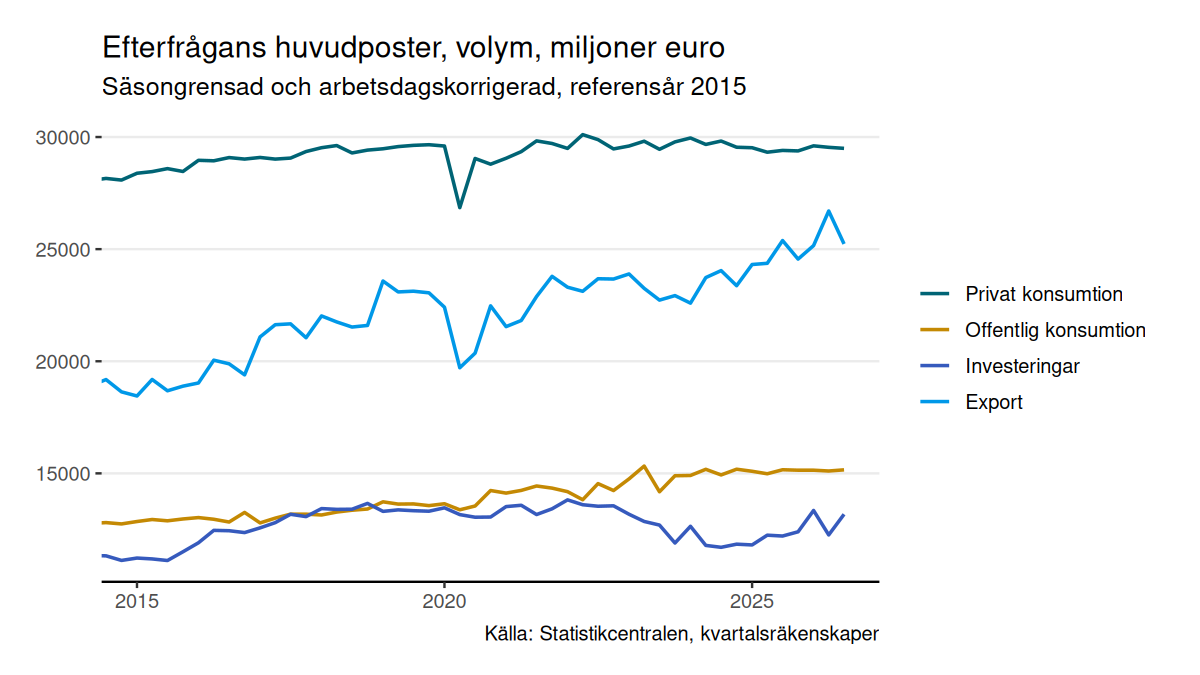 Efterfrågans huvudposter, volym, miljoner euro
Säsongrensad och arbetsdagskorrigerad, referensår 2015
30000
25000
20000
15000
2015
2020
2025
Privat konsumtion
Offentlig konsumtion
Investeringar
Export
Källa: Statistikcentralen, kvartalsräkenskaper